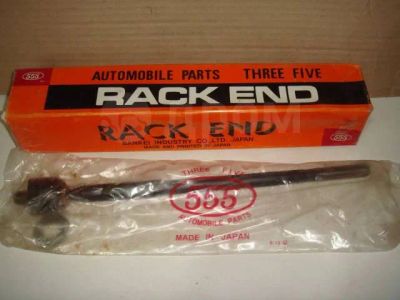 555
AUTOMOBILE PARTS THREE FIVE
RACK END
RACK END
SANKEI INDUSTRY CO., LTD. JAPAN.
MADE AND PRINTED IN JAPAN
THREE FIVE
555
AUTOMOBILE PARTS
MADE IN JAPAN